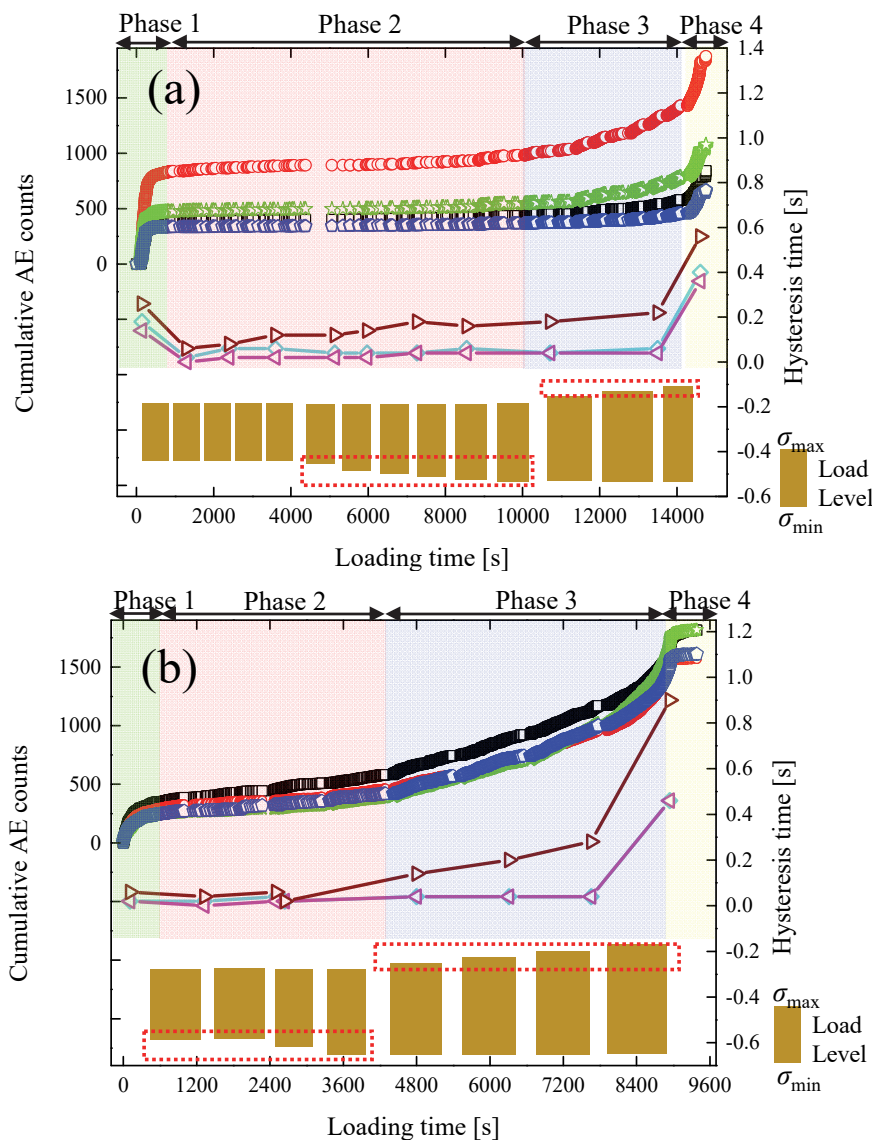 Phase 1 Phase 2 Phase 3 Phase 4
(a)
1500
1000
500
0
Cumulative AE counts
1.4
1.2
1.0
0.8
0.6
0.4
0.2
0.0
-0.2
-0.4
-0.6
Hysteresis time [s]
σmax
Load
Level
σmin
0 2000 4000 6000 8000 10000 12000 14000
Loading time [s]
Phase 1 Phase 2 Phase 3 Phase 4
(b)
1500
1000
500
0
Cumulative AE counts
1.2
1.0
0.8
0.6
0.4
0.2
0.0
-0.2
-0.4
-0.6
Hysteresis time [s]
σmax
Load
Level
σmin
0 1200 2400 3600 4800 6000 7200 8400 9600
Loading time [s]